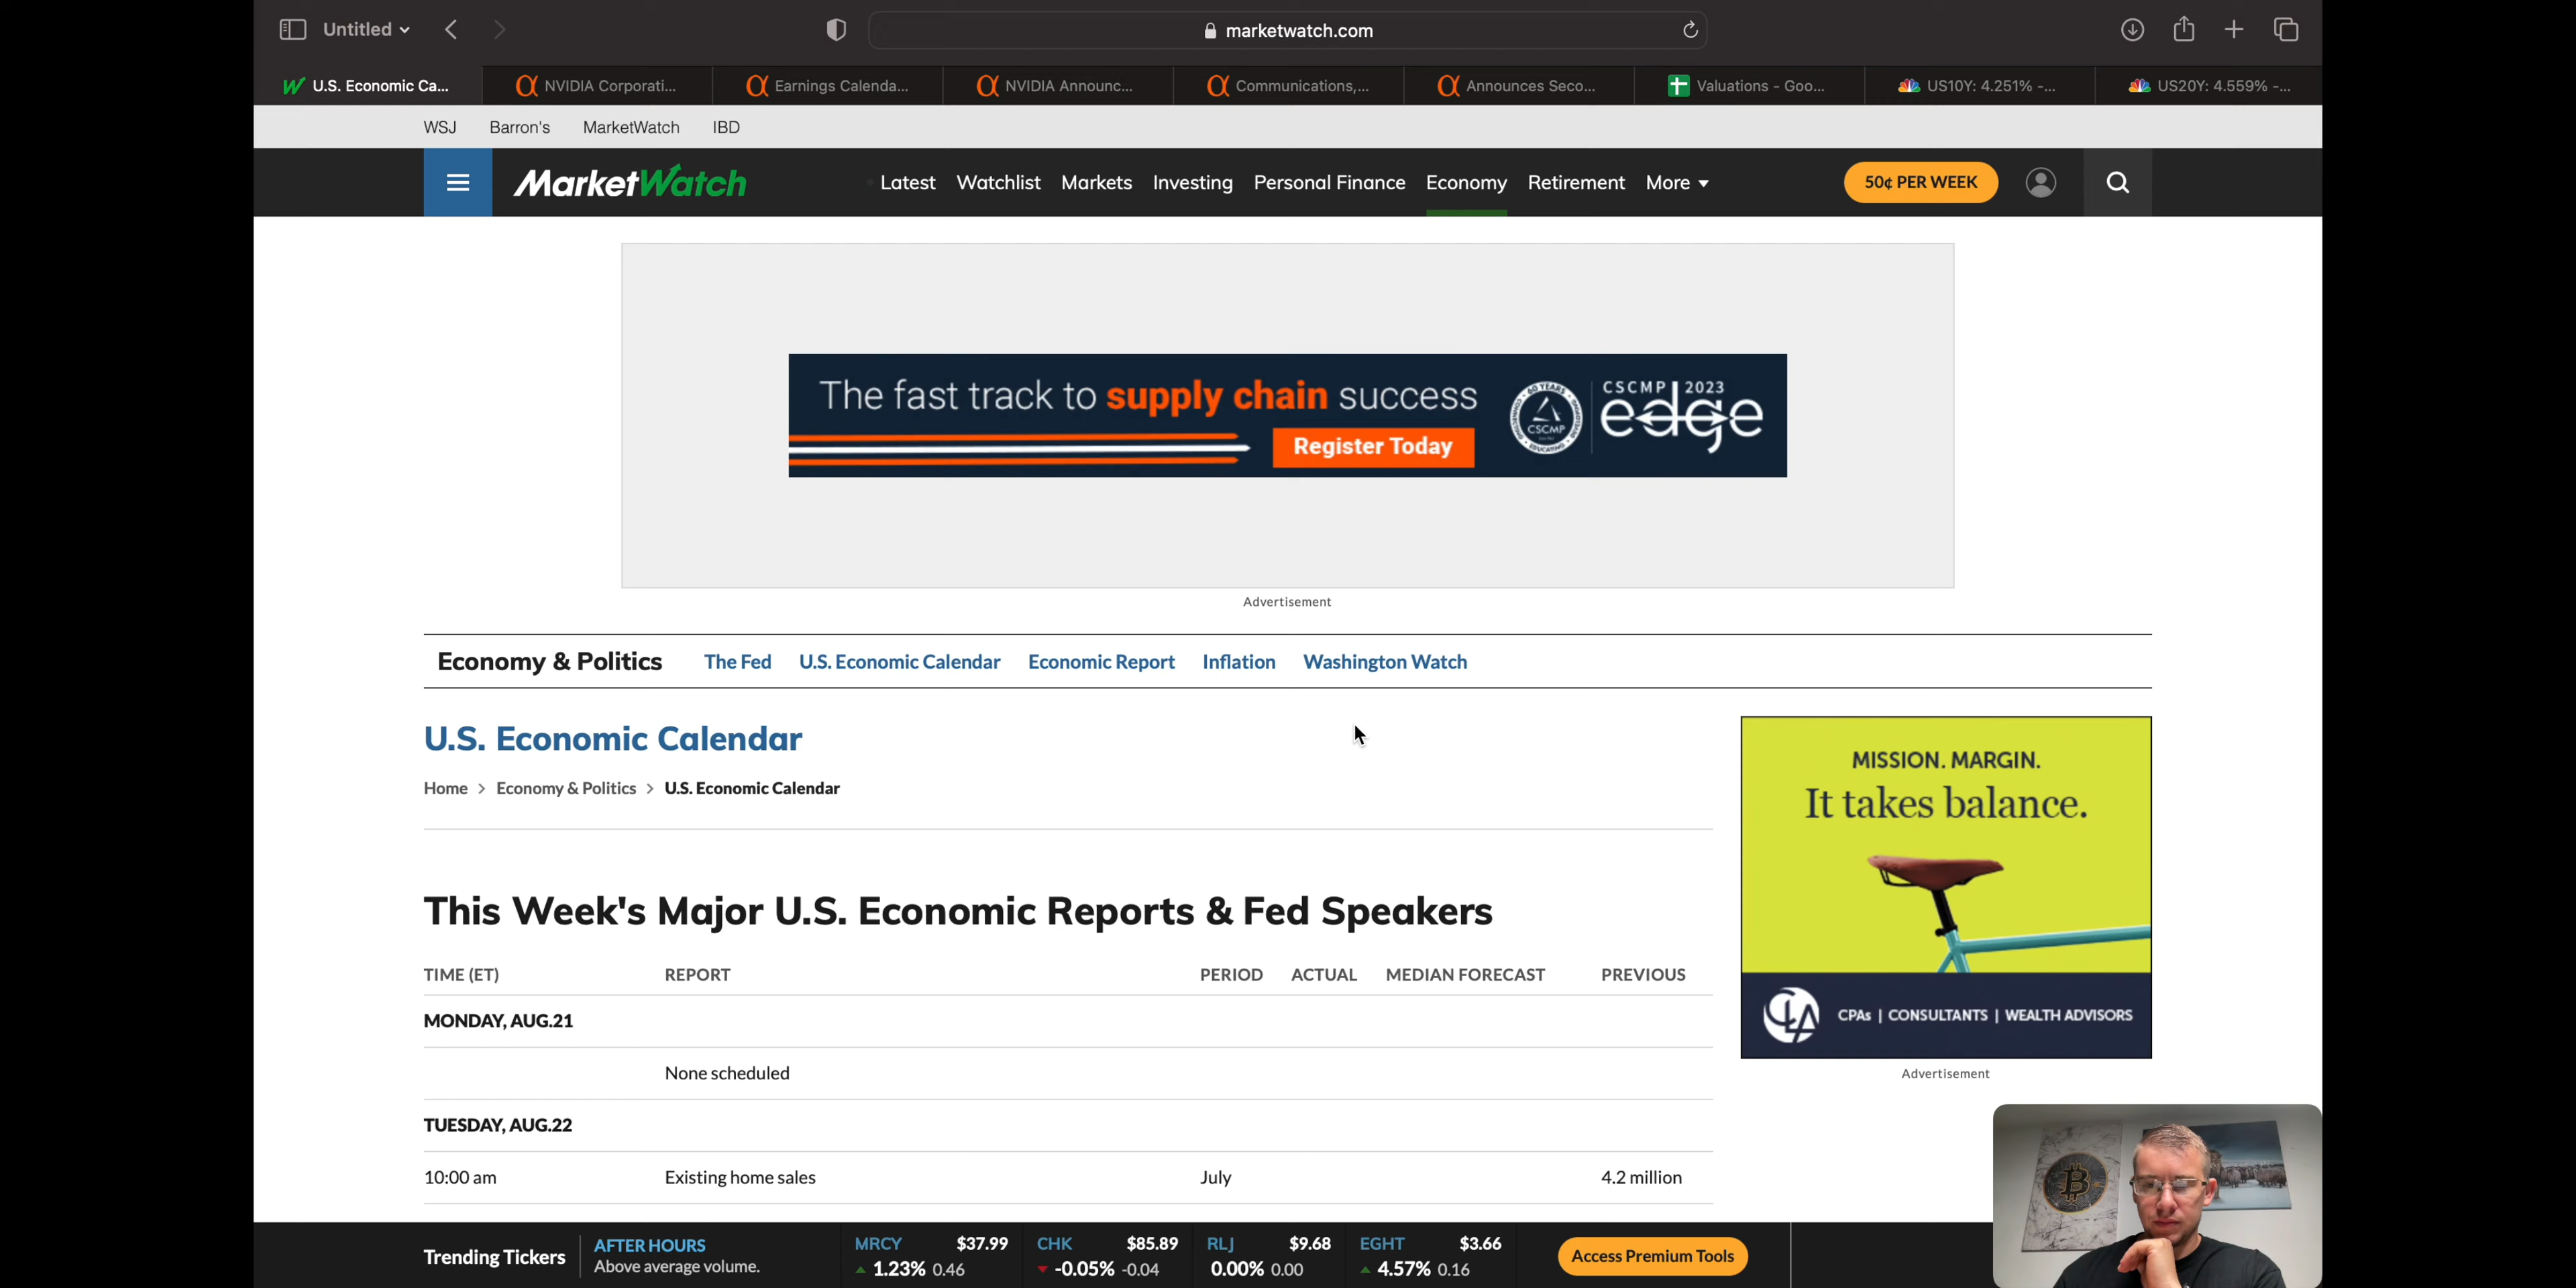 Untitled
marketwatch.com
U.S. Economic Ca...
NVIDIA Corporati...
Earnings Calenda...
NVIDIA Announc...
Communications,...
Announces Seco...
Valuations - Goo...
US10Y: 4.251% -...
US20Y: 4.559% -...
WSJ Barron's MarketWatch IBD
MarketWatch
Latest Watchlist Markets Investing Personal Finance Economy Retirement More
50¢ PER WEEK
The fast track to supply chain success
Register Today
CSCMP
CSCMP 2023
edge
Advertisement
Economy & Politics The Fed U.S. Economic Calendar Economic Report Inflation Washington Watch
U.S. Economic Calendar
Home > Economy & Politics > U.S. Economic Calendar
MISSION. MARGIN.
It takes balance.
CLA CPAs | CONSULTANTS | WEALTH ADVISORS
Advertisement
This Week's Major U.S. Economic Reports & Fed Speakers
TIME (ET) REPORT PERIOD ACTUAL MEDIAN FORECAST PREVIOUS
MONDAY, AUG.21
None scheduled
TUESDAY, AUG.22
10:00 am Existing home sales July 4.2 million
Trending Tickers
AFTER HOURS
Above average volume.
MRCY $37.99
1.23% 0.46
CHK $85.89
-0.05% -0.04
RLJ $9.68
0.00% 0.00
EGHT $3.66
4.57% 0.16
Access Premium Tools